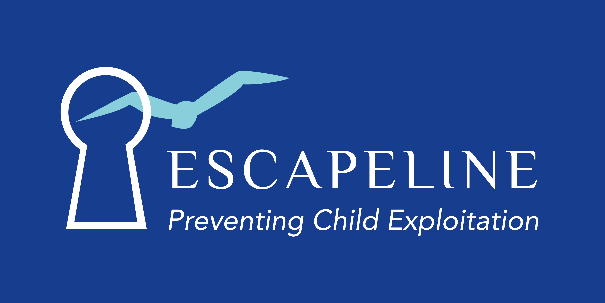 ESCAPELINE
Preventing Child Exploitation